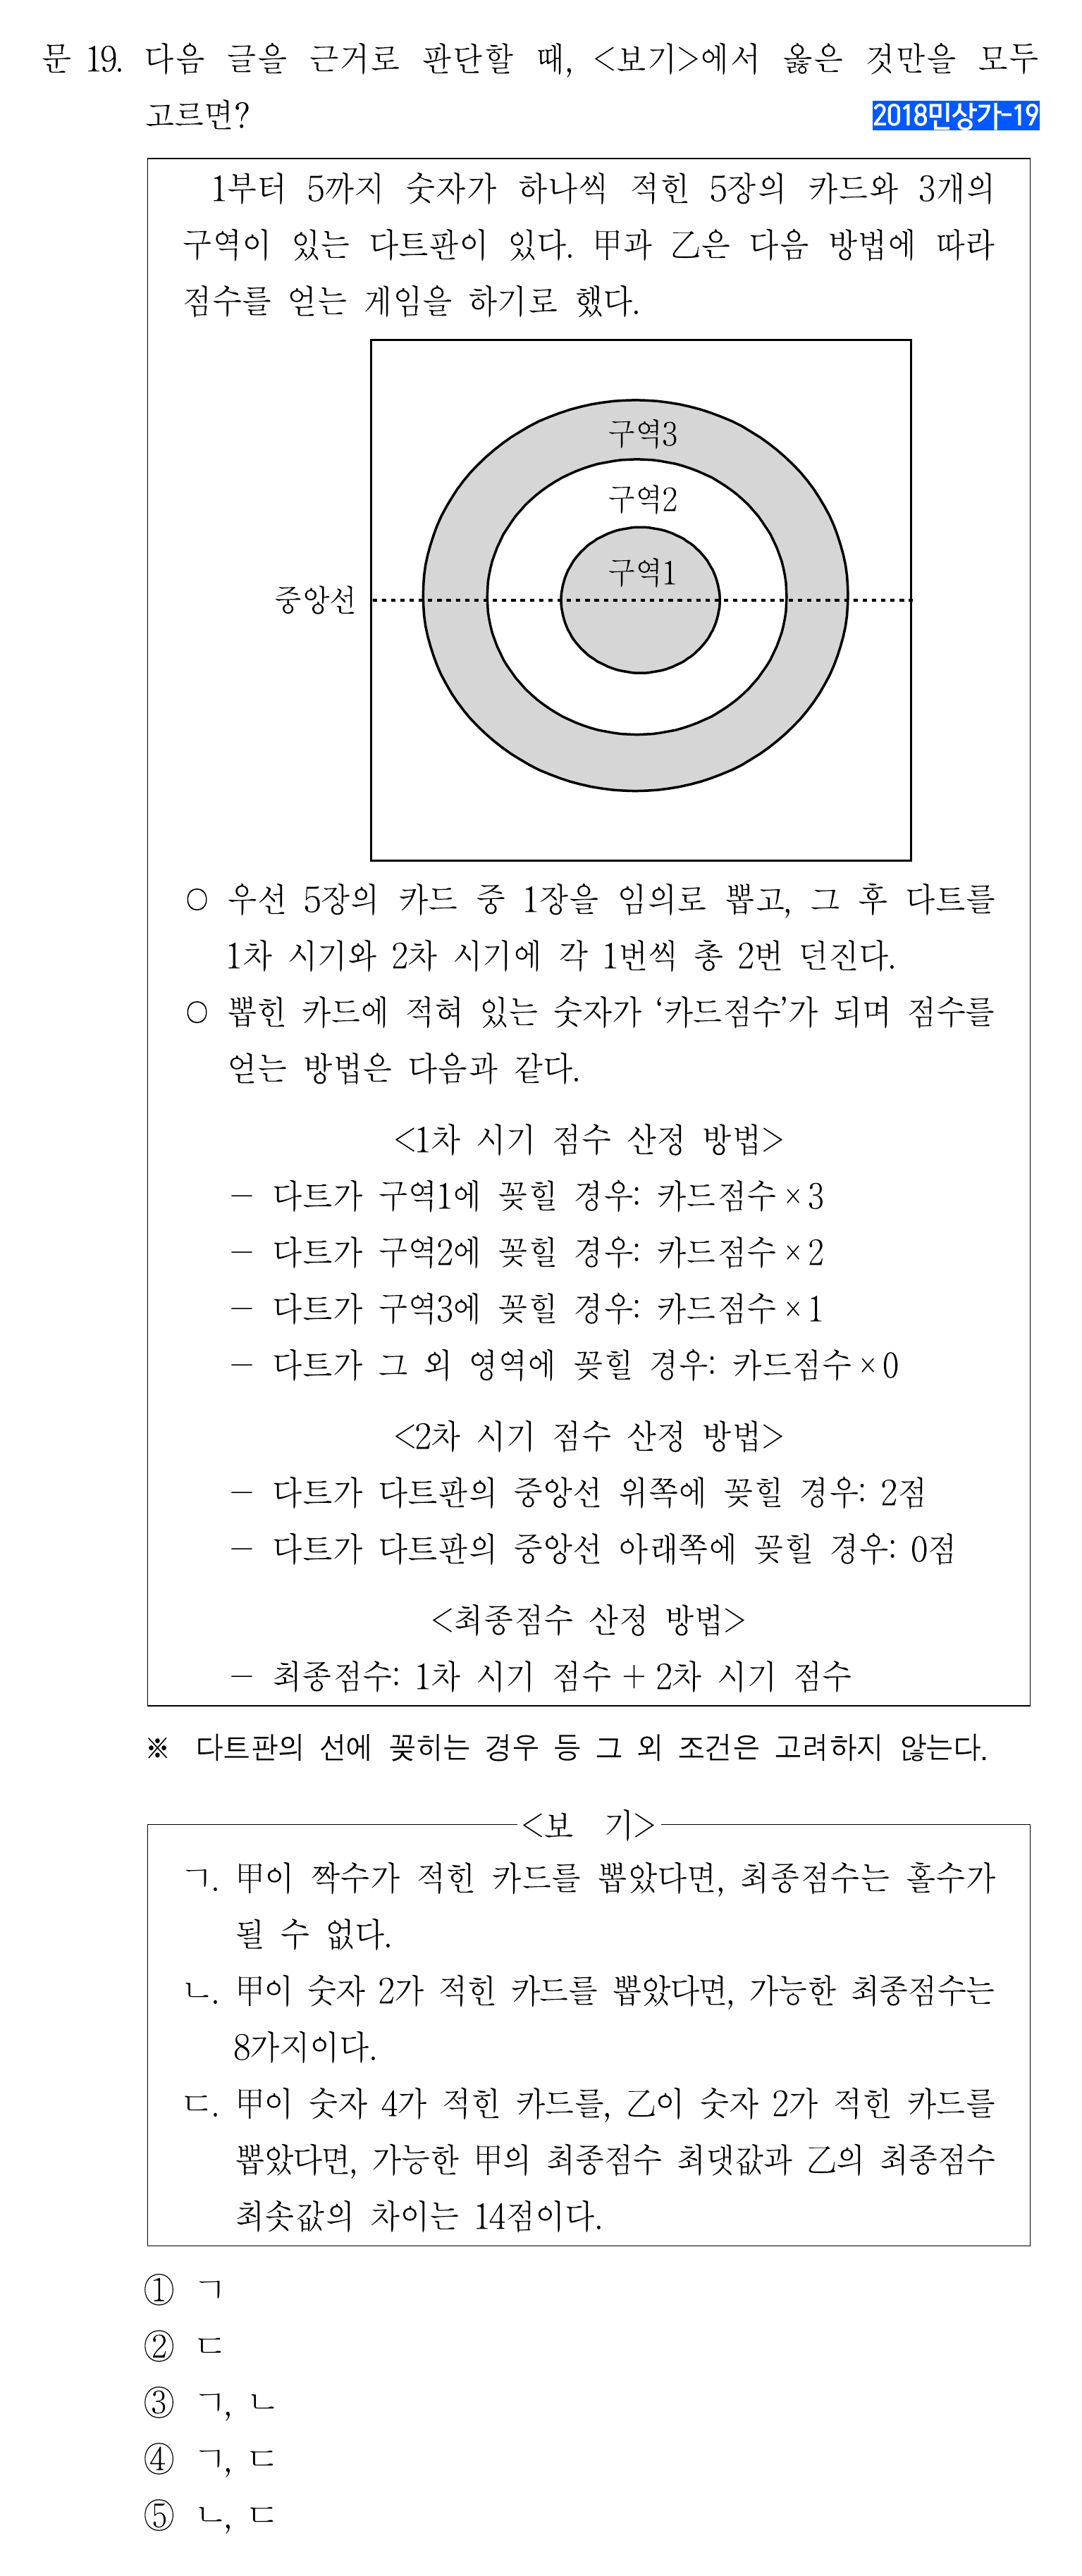 문 19. 다음 글을 근거로 판단할 때, <보기>에서 옳은 것만을 모두
고르면?
2018민상가-19
1부터 5까지 숫자가 하나씩 적힌 5장의 카드와 3개의
구역이 있는 다트판이 있다. 甲과 乙은 다음 방법에 따라
점수를 얻는 게임을 하기로 했다.
구역3
구역2
구역1
중앙선
○ 우선 5장의 카드 중 1장을 임의로 뽑고, 그 후 다트를
1차 시기와 2차 시기에 각 1번씩 총 2번 던진다.
○ 뽑힌 카드에 적혀 있는 숫자가 ‘카드점수’가 되며 점수를
얻는 방법은 다음과 같다.
<1차 시기 점수 산정 방법>
－ 다트가 구역1에 꽂힐 경우: 카드점수×3
－ 다트가 구역2에 꽂힐 경우: 카드점수×2
－ 다트가 구역3에 꽂힐 경우: 카드점수×1
－ 다트가 그 외 영역에 꽂힐 경우: 카드점수×0
<2차 시기 점수 산정 방법>
－ 다트가 다트판의 중앙선 위쪽에 꽂힐 경우: 2점
－ 다트가 다트판의 중앙선 아래쪽에 꽂힐 경우: 0점
<최종점수 산정 방법>
－ 최종점수: 1차 시기 점수＋2차 시기 점수
※ 다트판의 선에 꽂히는 경우 등 그 외 조건은 고려하지 않는다.
<보 기>
ㄱ. 甲이 짝수가 적힌 카드를 뽑았다면, 최종점수는 홀수가
될 수 없다.
ㄴ. 甲이 숫자 2가 적힌 카드를 뽑았다면, 가능한 최종점수는
8가지이다.
ㄷ. 甲이 숫자 4가 적힌 카드를, 乙이 숫자 2가 적힌 카드를
뽑았다면, 가능한 甲의 최종점수 최댓값과 乙의 최종점수
최솟값의 차이는 14점이다.
① ㄱ
② ㄷ
③ ㄱ, ㄴ
④ ㄱ, ㄷ
⑤ ㄴ, ㄷ